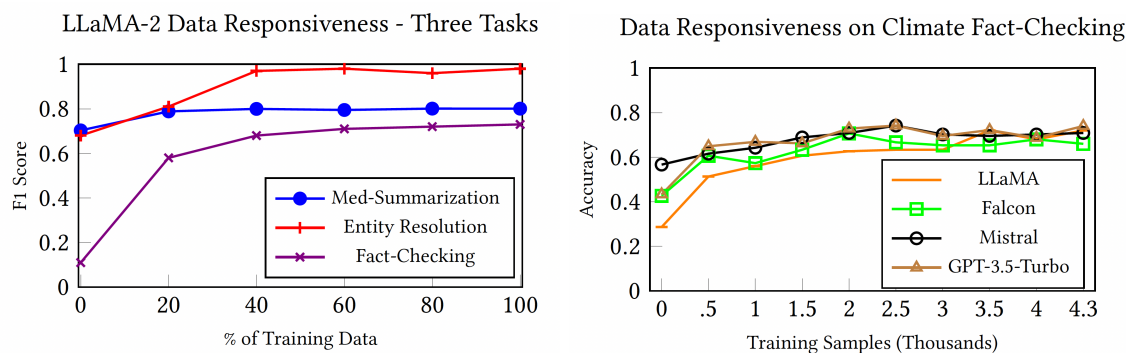 LLaMA-2 Data Responsiveness - Three Tasks
1
0.8
0.6
0.4
0.2
0
F1 Score
Med-Summarization
Entity Resolution
Fact-Checking
0 20 40 60 80 100
% of Training Data
Data Responsiveness on Climate Fact-Checking
1
0.8
0.6
0.4
0.2
0
Accuracy
LLaMA
Falcon
Mistral
GPT-3.5-Turbo
0 .5 1 1.5 2 2.5 3 3.5 4 4.3
Training Samples (Thousands)